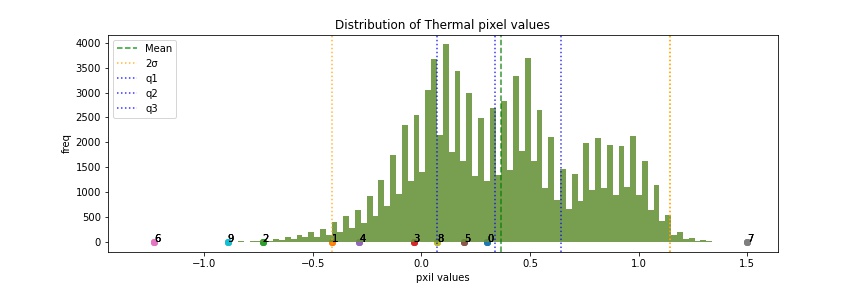 Distribution of Thermal pixel values
Mean
2σ
q1
q2
q3
freq
4000
3500
3000
2500
2000
1500
1000
500
0
6 9 2 1 4 3 8 5 0 7
−1.0 −0.5 0.0 0.5 1.0 1.5
pxil values